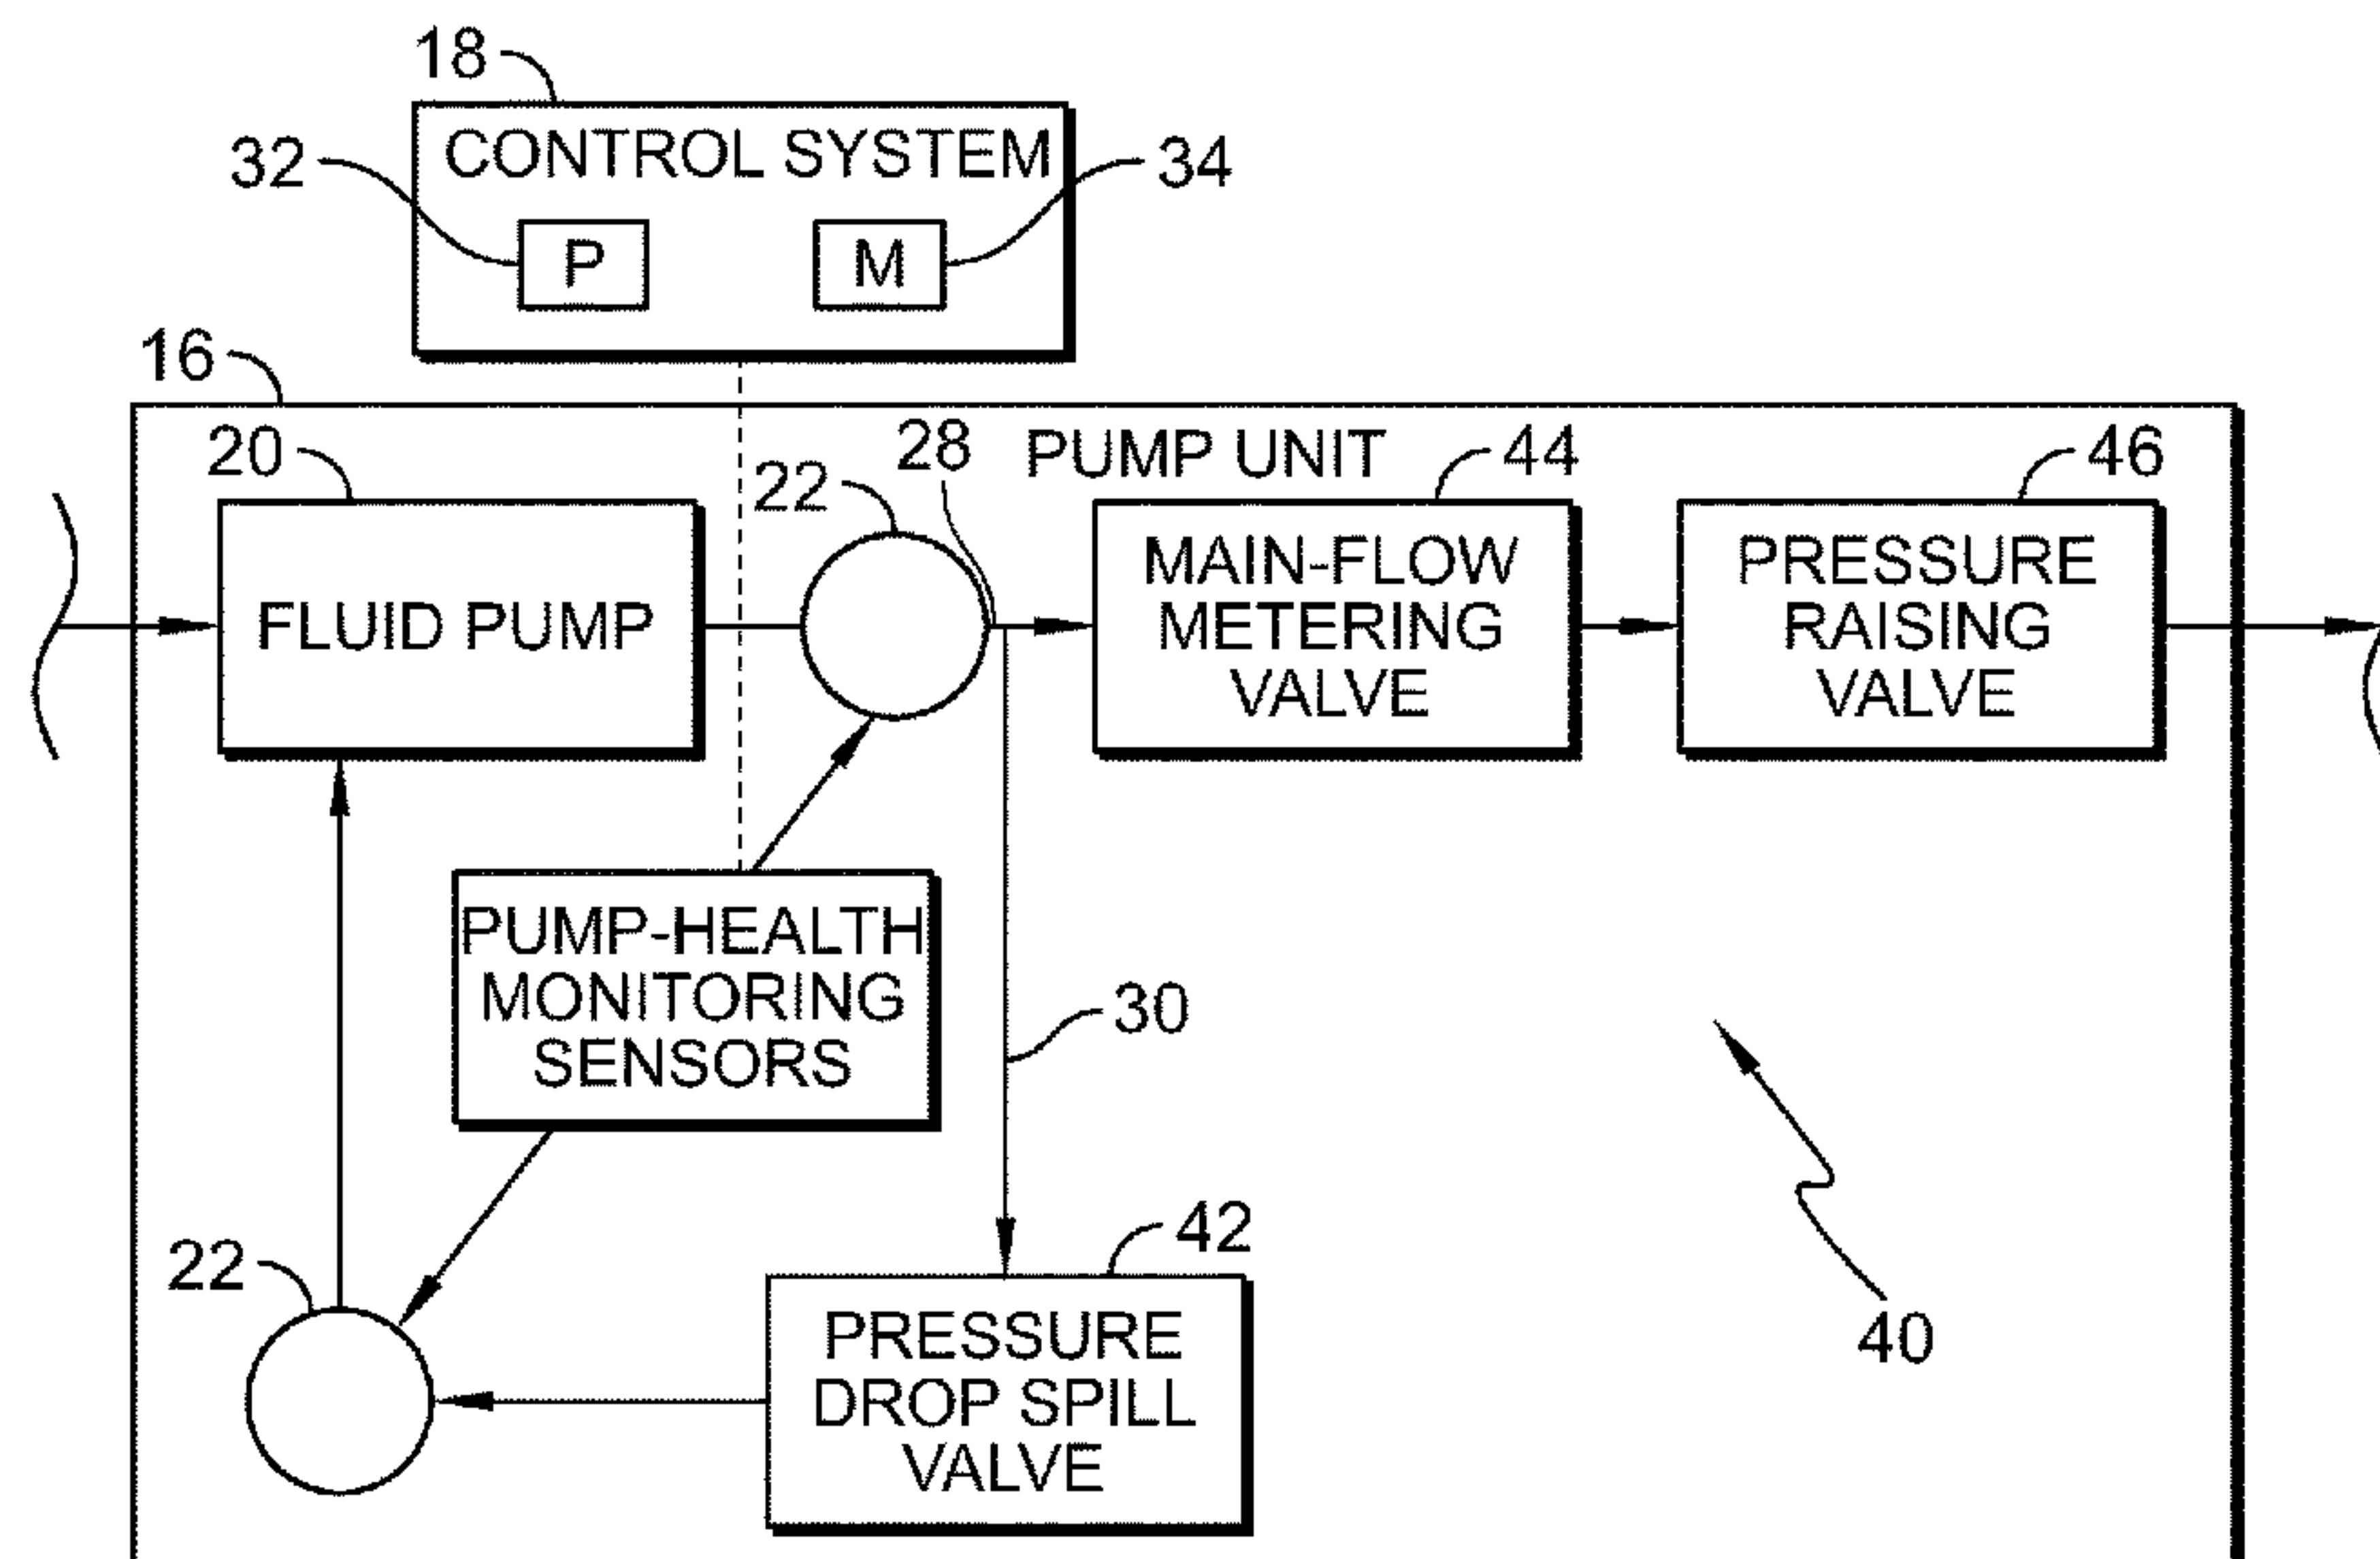 18
CONTROL SYSTEM
32
34
P
M
16
20
22
28
PUMP UNIT
44
46
FLUID PUMP
MAIN-FLOW
METERING
VALVE
PRESSURE
RAISING
VALVE
PUMP-HEALTH
MONITORING
SENSORS
30
22
42
PRESSURE
DROP SPILL
VALVE
40